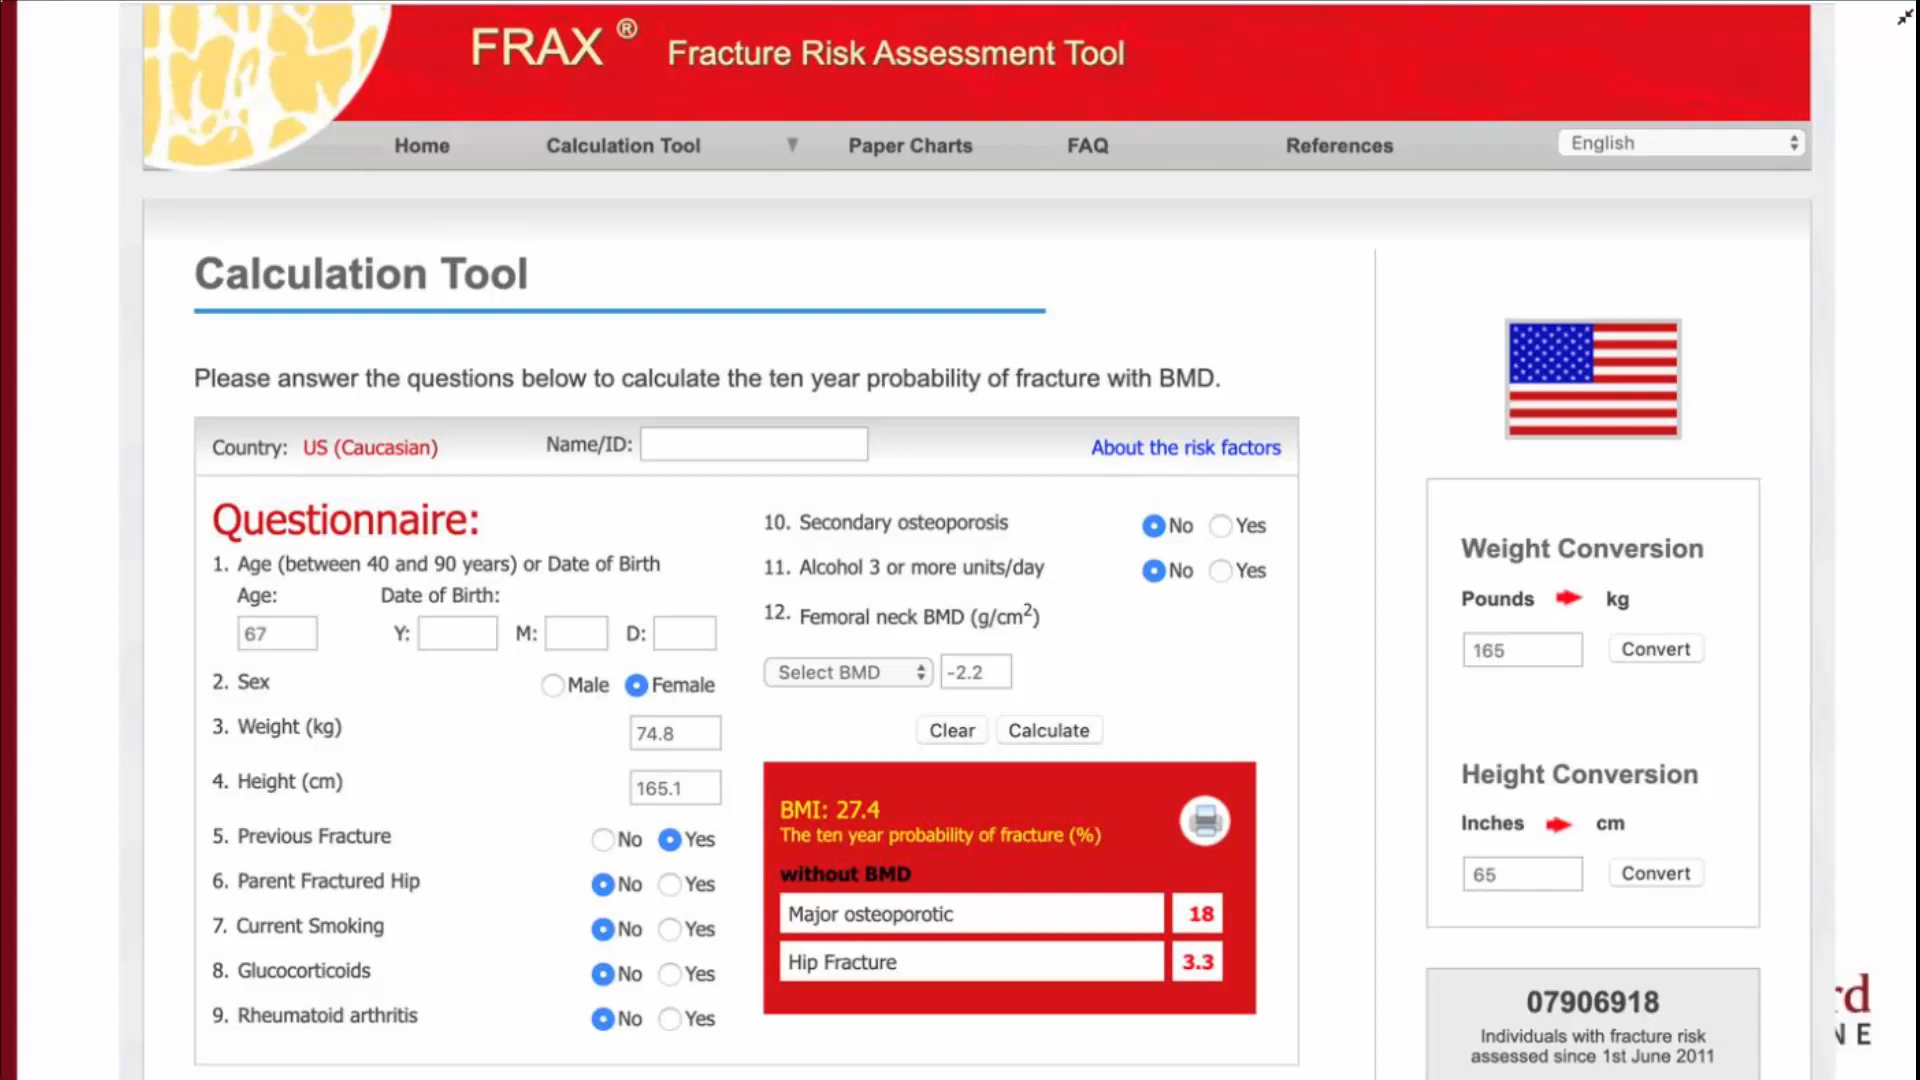 FRAX ® Fracture Risk Assessment Tool
Home Calculation Tool ▼ Paper Charts FAQ References English
Calculation Tool
Please answer the questions below to calculate the ten year probability of fracture with BMD.
Country: US (Caucasian) Name/ID: About the risk factors
Questionnaire:
1. Age (between 40 and 90 years) or Date of Birth
Age: Date of Birth:
67 Y: M: D:
2. Sex Male Female
3. Weight (kg) 74.8
4. Height (cm) 165.1
5. Previous Fracture No Yes
6. Parent Fractured Hip No Yes
7. Current Smoking No Yes
8. Glucocorticoids No Yes
9. Rheumatoid arthritis No Yes
10. Secondary osteoporosis No Yes
11. Alcohol 3 or more units/day No Yes
12. Femoral neck BMD (g/cm²)
Select BMD -2.2
Clear Calculate
BMI: 27.4
The ten year probability of fracture (%)
without BMD
Major osteoporotic 18
Hip Fracture 3.3
Weight Conversion
Pounds kg
165 Convert
Height Conversion
Inches cm
65 Convert
07906918
Individuals with fracture risk
assessed since 1st June 2011
rd
NE